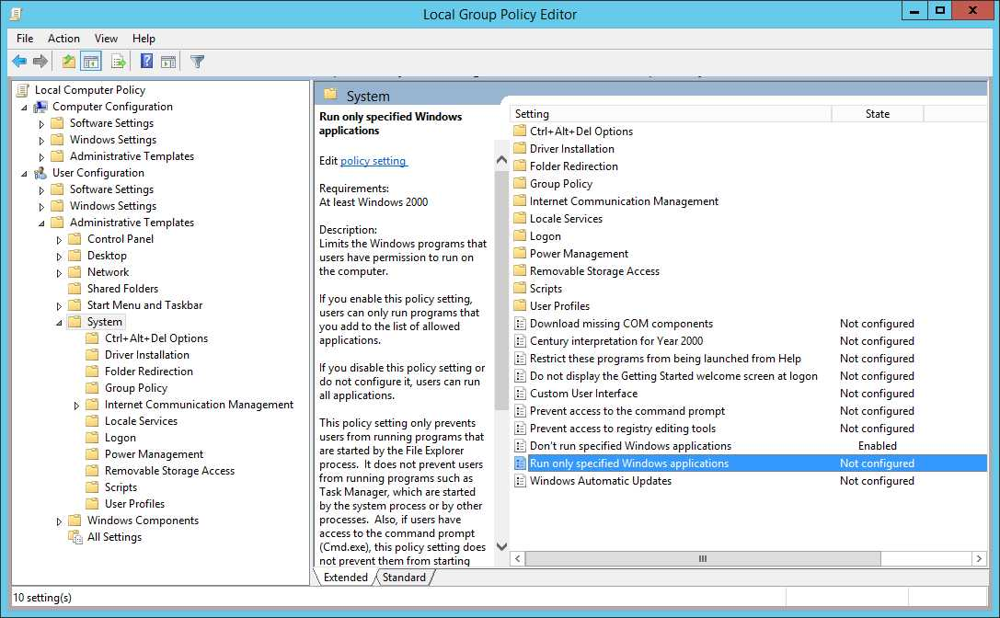 Local Group Policy Editor
File Action View Help
Local Computer Policy
Computer Configuration
Software Settings
Windows Settings
Administrative Templates
User Configuration
Software Settings
Windows Settings
Administrative Templates
Control Panel
Desktop
Network
Shared Folders
Start Menu and Taskbar
System
Ctrl+Alt+Del Options
Driver Installation
Folder Redirection
Group Policy
Internet Communication Management
Locale Services
Logon
Power Management
Removable Storage Access
Scripts
User Profiles
Windows Components
All Settings
System
Run only specified Windows
applications
Edit policy setting
Requirements:
At least Windows 2000
Description:
Limits the Windows programs that
users have permission to run on
the computer.
If you enable this policy setting,
users can only run programs that
you add to the list of allowed
applications.
If you disable this policy setting or
do not configure it, users can run
all applications.
This policy setting only prevents
users from running programs that
are started by the File Explorer
process. It does not prevent users
from running programs such as
Task Manager, which are started
by the system process or by other
processes. Also, if users have
access to the command prompt
(Cmd.exe), this policy setting does
not prevent them from starting
Setting State
Ctrl+Alt+Del Options
Driver Installation
Folder Redirection
Group Policy
Internet Communication Management
Locale Services
Logon
Power Management
Removable Storage Access
Scripts
User Profiles
Download missing COM components Not configured
Century interpretation for Year 2000 Not configured
Restrict these programs from being launched from Help Not configured
Do not display the Getting Started welcome screen at logon Not configured
Custom User Interface Not configured
Prevent access to the command prompt Not configured
Prevent access to registry editing tools Not configured
Don't run specified Windows applications Enabled
Run only specified Windows applications Not configured
Windows Automatic Updates Not configured
Extended Standard
10 setting(s)